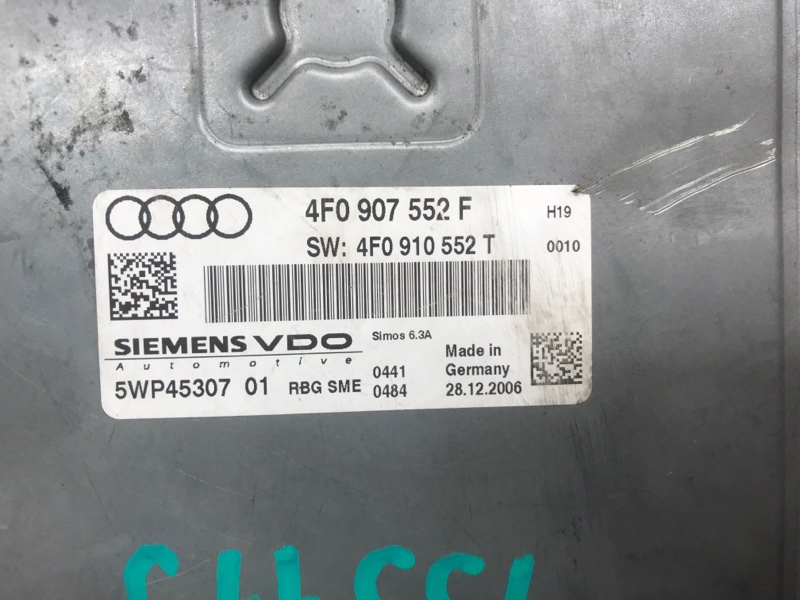 4F0 907 552 F
H19
SW: 4F0 910 552 T
0010
SIEMENS VDO
Automotive
Simos 6.3A
5WP45307 01
RBG SME
0441
0484
Made in
Germany
28.12.2006